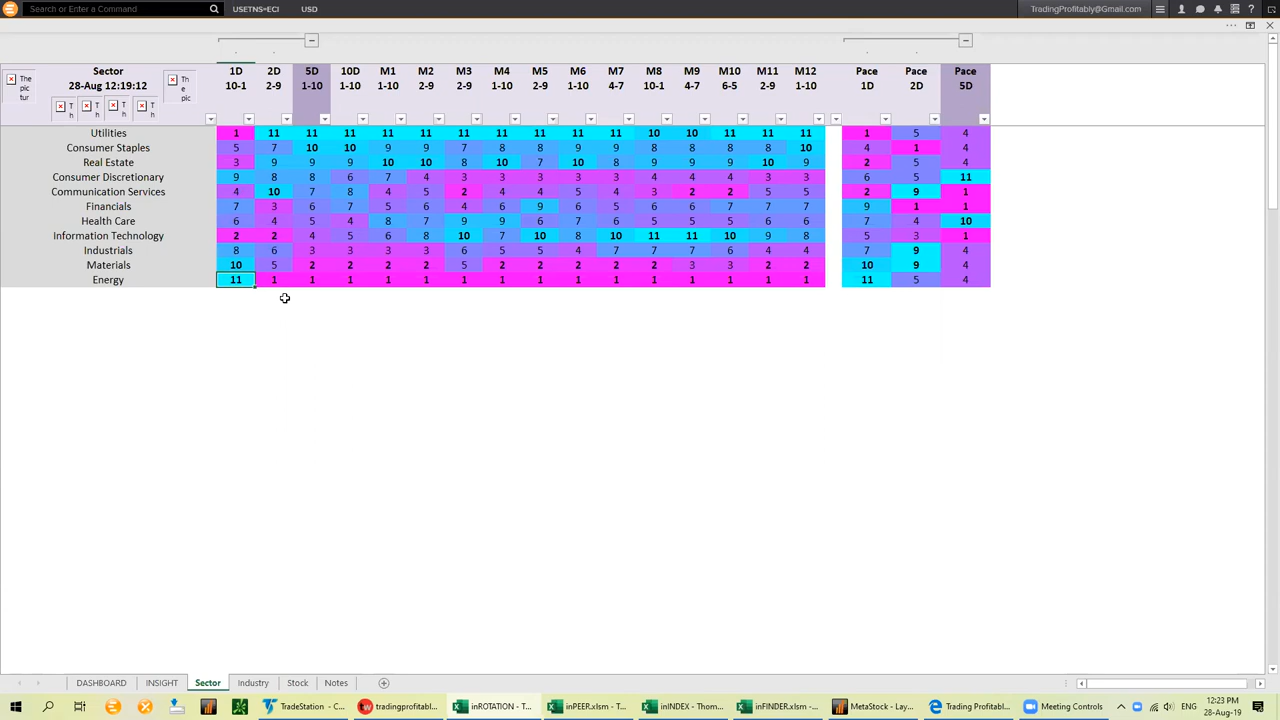 Search or Enter a Command USETNS=ECI USD TradingProfitably@Gmail.com
Sector 1D 2D 5D 10D M1 M2 M3 M4 M5 M6 M7 M8 M9 M10 M11 M12 Pace Pace Pace
The pictur 28-Aug 12:19:12 The pic 10-1 2-9 1-10 1-10 1-10 2-9 2-9 1-10 2-9 1-10 4-7 10-1 4-7 6-5 2-9 1-10 1D 2D 5D
Th Th Th Th
Utilities 1 11 11 11 11 11 11 11 11 11 11 10 10 11 11 11 1 5 4
Consumer Staples 5 7 10 10 9 9 7 8 8 9 9 8 8 8 8 10 4 1 4
Real Estate 3 9 9 9 10 10 8 10 7 10 8 9 9 9 10 9 2 5 4
Consumer Discretionary 9 8 8 6 7 4 3 3 3 3 3 4 4 4 3 3 6 5 11
Communication Services 4 10 7 8 4 5 2 4 4 5 4 3 2 2 5 5 2 9 1
Financials 7 3 6 7 5 6 4 6 9 6 5 6 6 7 7 7 9 1 1
Health Care 6 4 5 4 8 7 9 9 6 7 6 5 5 5 6 6 7 4 10
Information Technology 2 2 4 5 6 8 10 7 10 8 10 11 11 10 9 8 5 3 1
Industrials 8 6 3 3 3 3 6 5 5 4 7 7 7 6 4 4 7 9 4
Materials 10 5 2 2 2 2 5 2 2 2 2 2 3 3 2 2 10 9 4
Energy 11 1 1 1 1 1 1 1 1 1 1 1 1 1 1 1 11 5 4
DASHBOARD INSIGHT Sector Industry Stock Notes
TradeStation - C... tradingprofitabl... inROTATION - T... inPEER.xlsm - T... inINDEX - Thom... inFINDER.xlsm -... MetaStock - Lay... Trading Profitabl... Meeting Controls ENG 12:23 PM
28-Aug-19